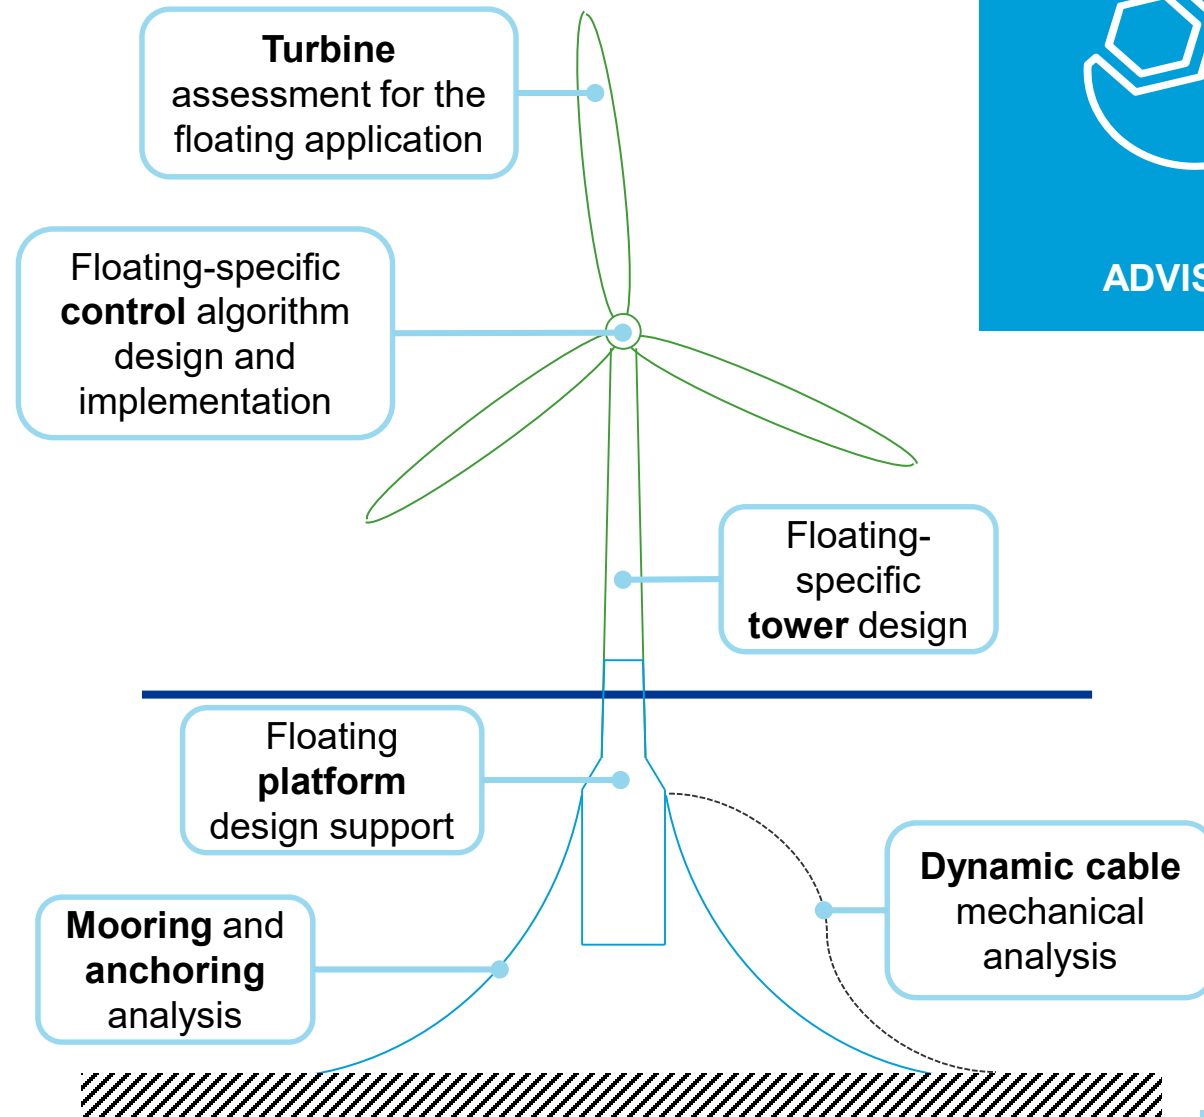 Turbine
assessment for the
floating application
ADVIS
Floating-specific
control algorithm
design and
implementation
Floating-
specific
tower design
Floating
platform
design support
Dynamic cable
mechanical
analysis
Mooring and
anchoring
analysis